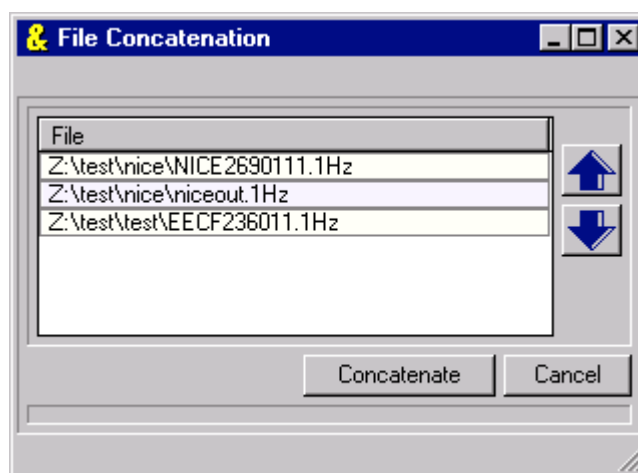 & File Concatenation
File
Z:\test\nice\NICE2690111.1Hz
Z:\test\nice\niceout.1Hz
Z:\test\test\EECF236011.1Hz
Concatenate Cancel